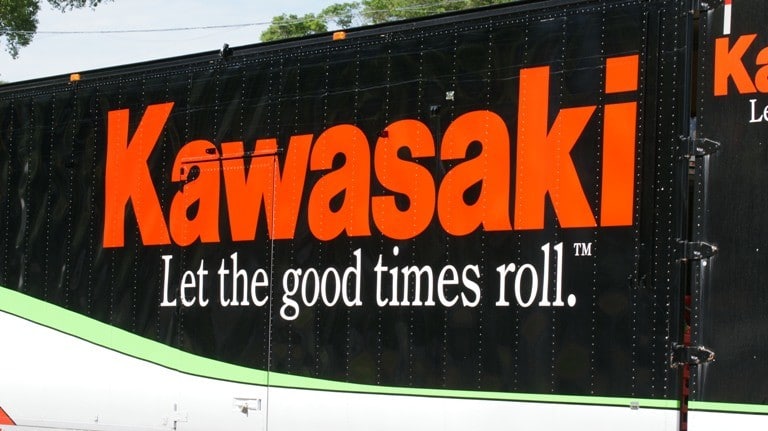 Kawasaki
Let the good times roll.™